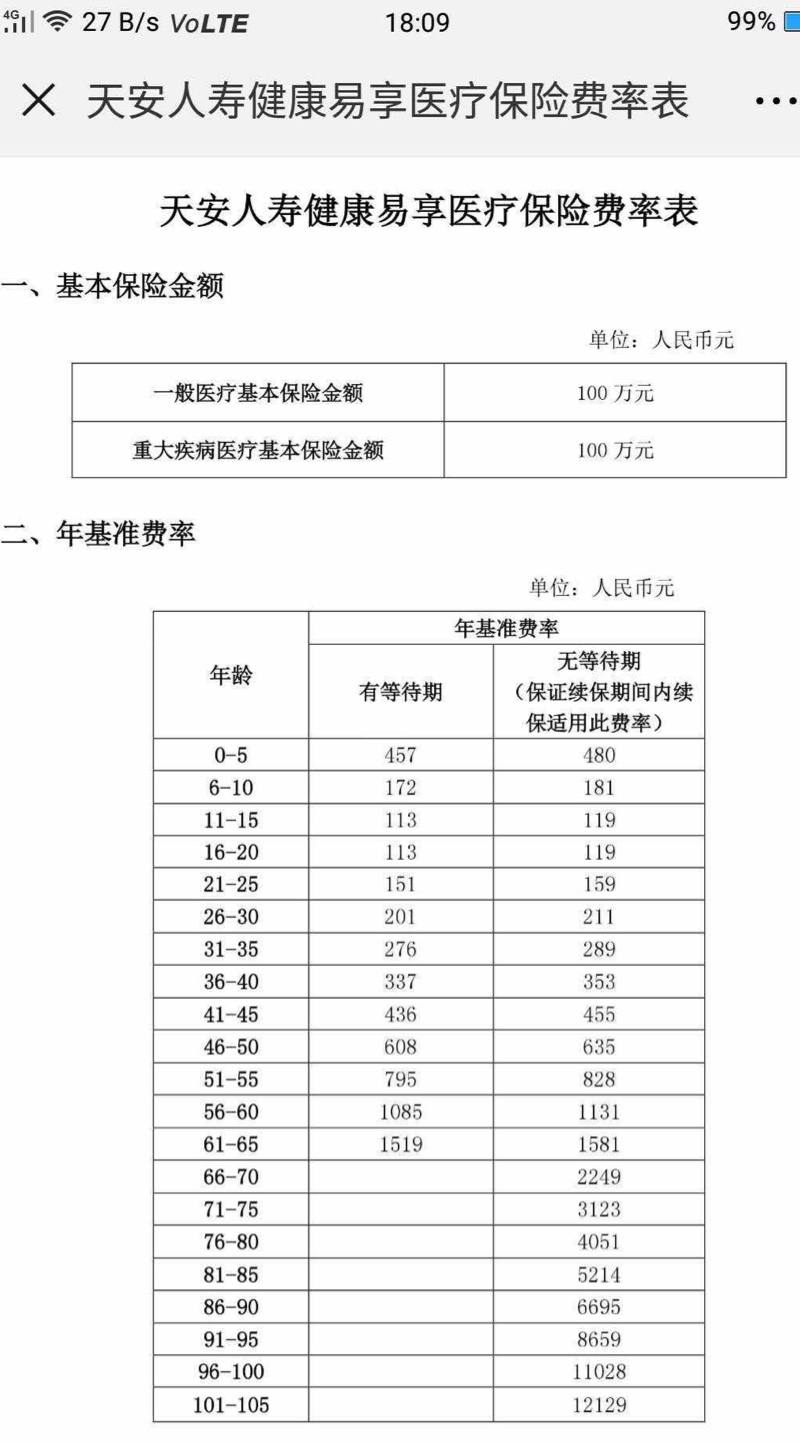 4G 27 B/s VoLTE 18:09 99%
天安人寿健康易享医疗保险费率表
天安人寿健康易享医疗保险费率表
一、基本保险金额
单位：人民币元
一般医疗基本保险金额 100 万元
重大疾病医疗基本保险金额 100 万元
二、年基准费率
单位：人民币元
年基准费率
年龄
有等待期
无等待期
（保证续保期间内续
保适用此费率）
0-5 457 480
6-10 172 181
11-15 113 119
16-20 113 119
21-25 151 159
26-30 201 211
31-35 276 289
36-40 337 353
41-45 436 455
46-50 608 635
51-55 795 828
56-60 1085 1131
61-65 1519 1581
66-70 2249
71-75 3123
76-80 4051
81-85 5214
86-90 6695
91-95 8659
96-100 11028
101-105 12129